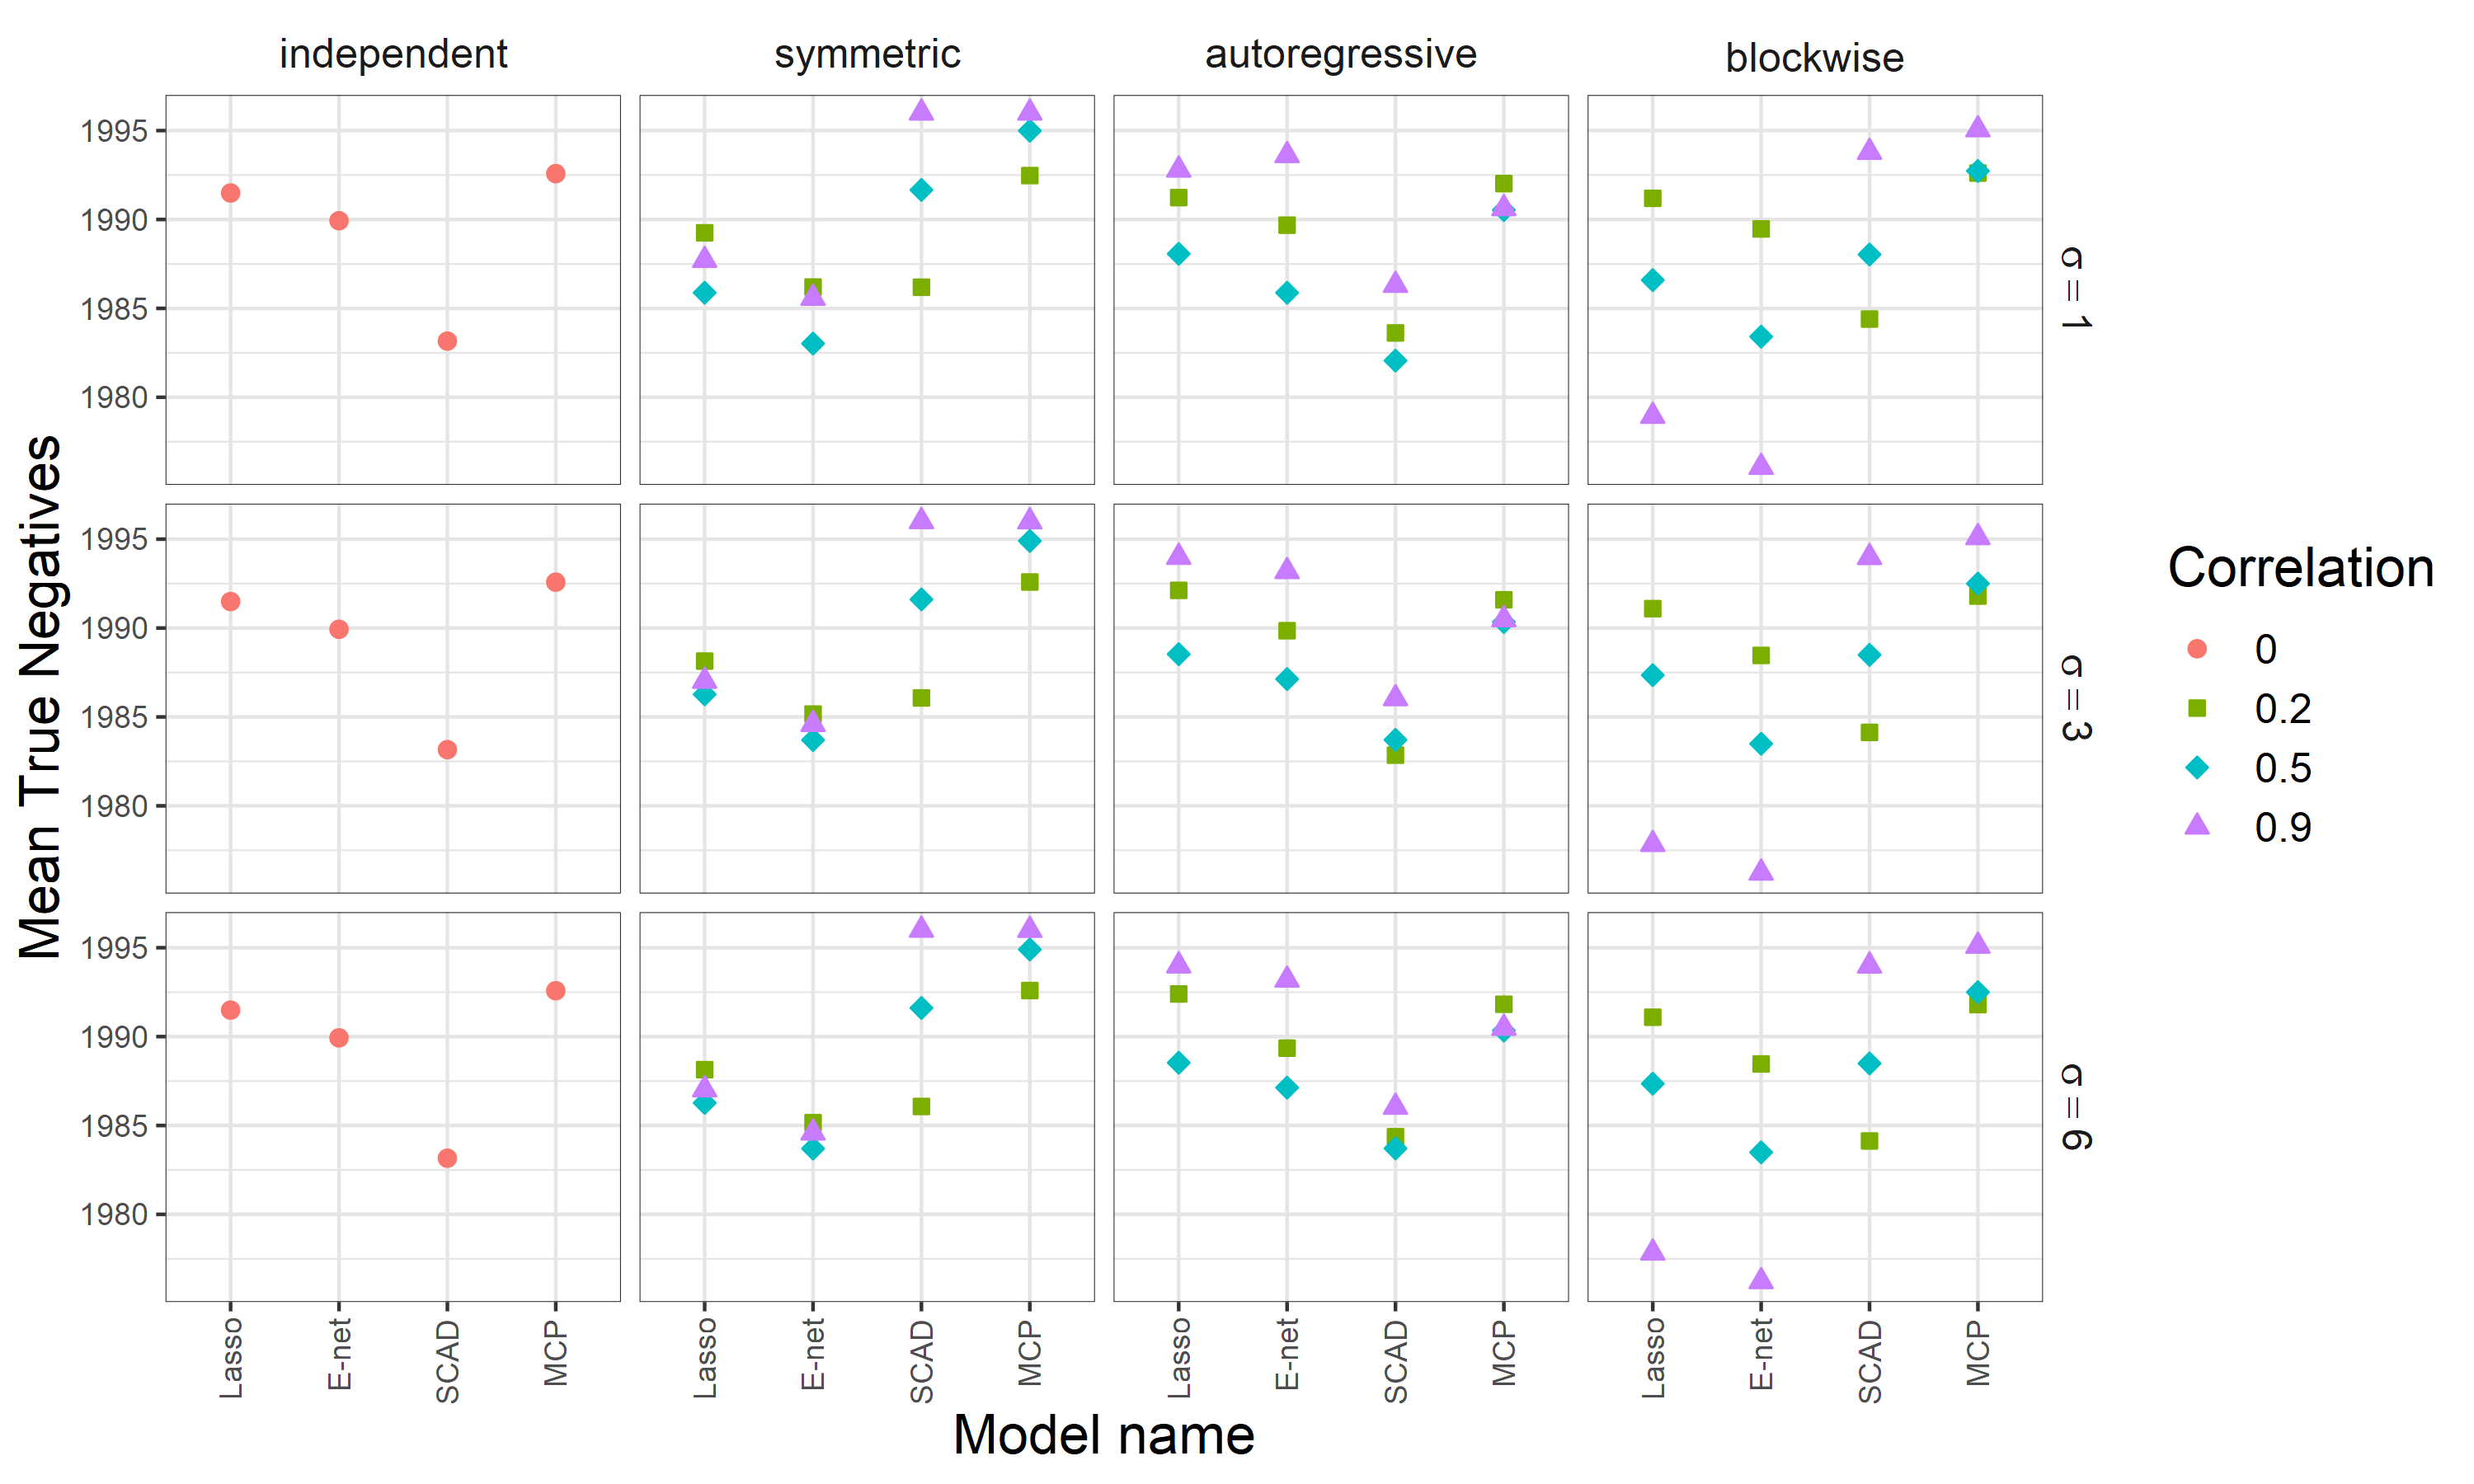 independent symmetric autoregressive blockwise
1995
1990
1985
1980
σ = 1
1995
1990
1985
1980
σ = 3
1995
1990
1985
1980
σ = 6
Mean True Negatives
Lasso E-net SCAD MCP Lasso E-net SCAD MCP Lasso E-net SCAD MCP Lasso E-net SCAD MCP
Model name
Correlation
0
0.2
0.5
0.9